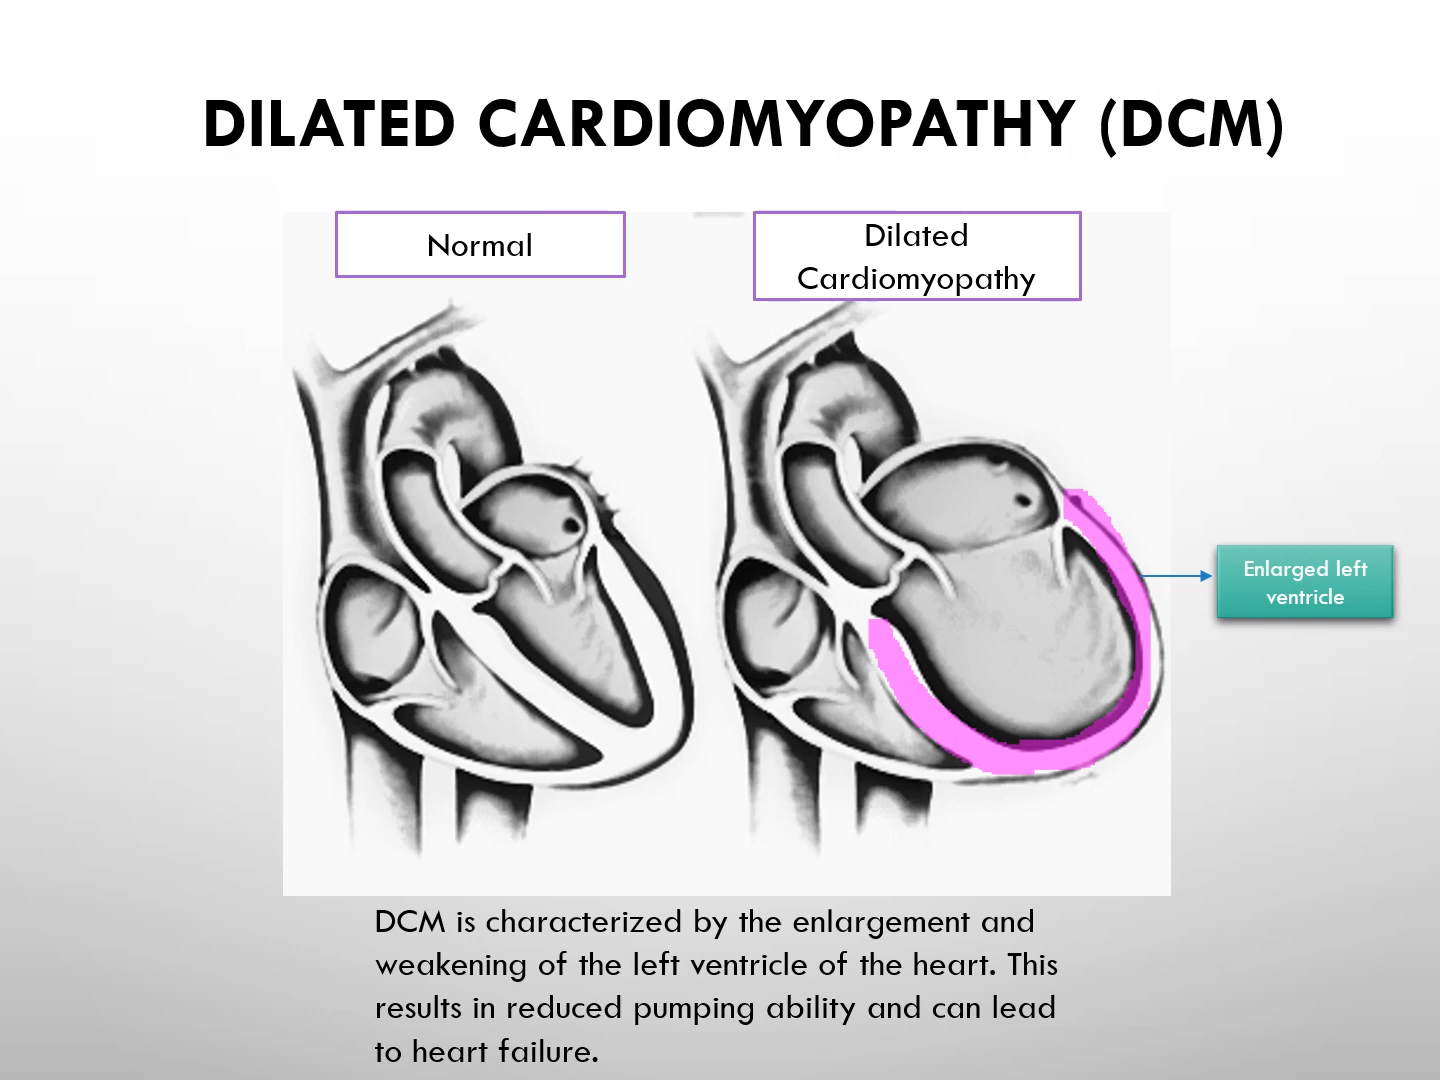 DILATED CARDIOMYOPATHY (DCM)
Normal
Dilated
Cardiomyopathy
Enlarged left
ventricle
DCM is characterized by the enlargement and
weakening of the left ventricle of the heart. This
results in reduced pumping ability and can lead
to heart failure.